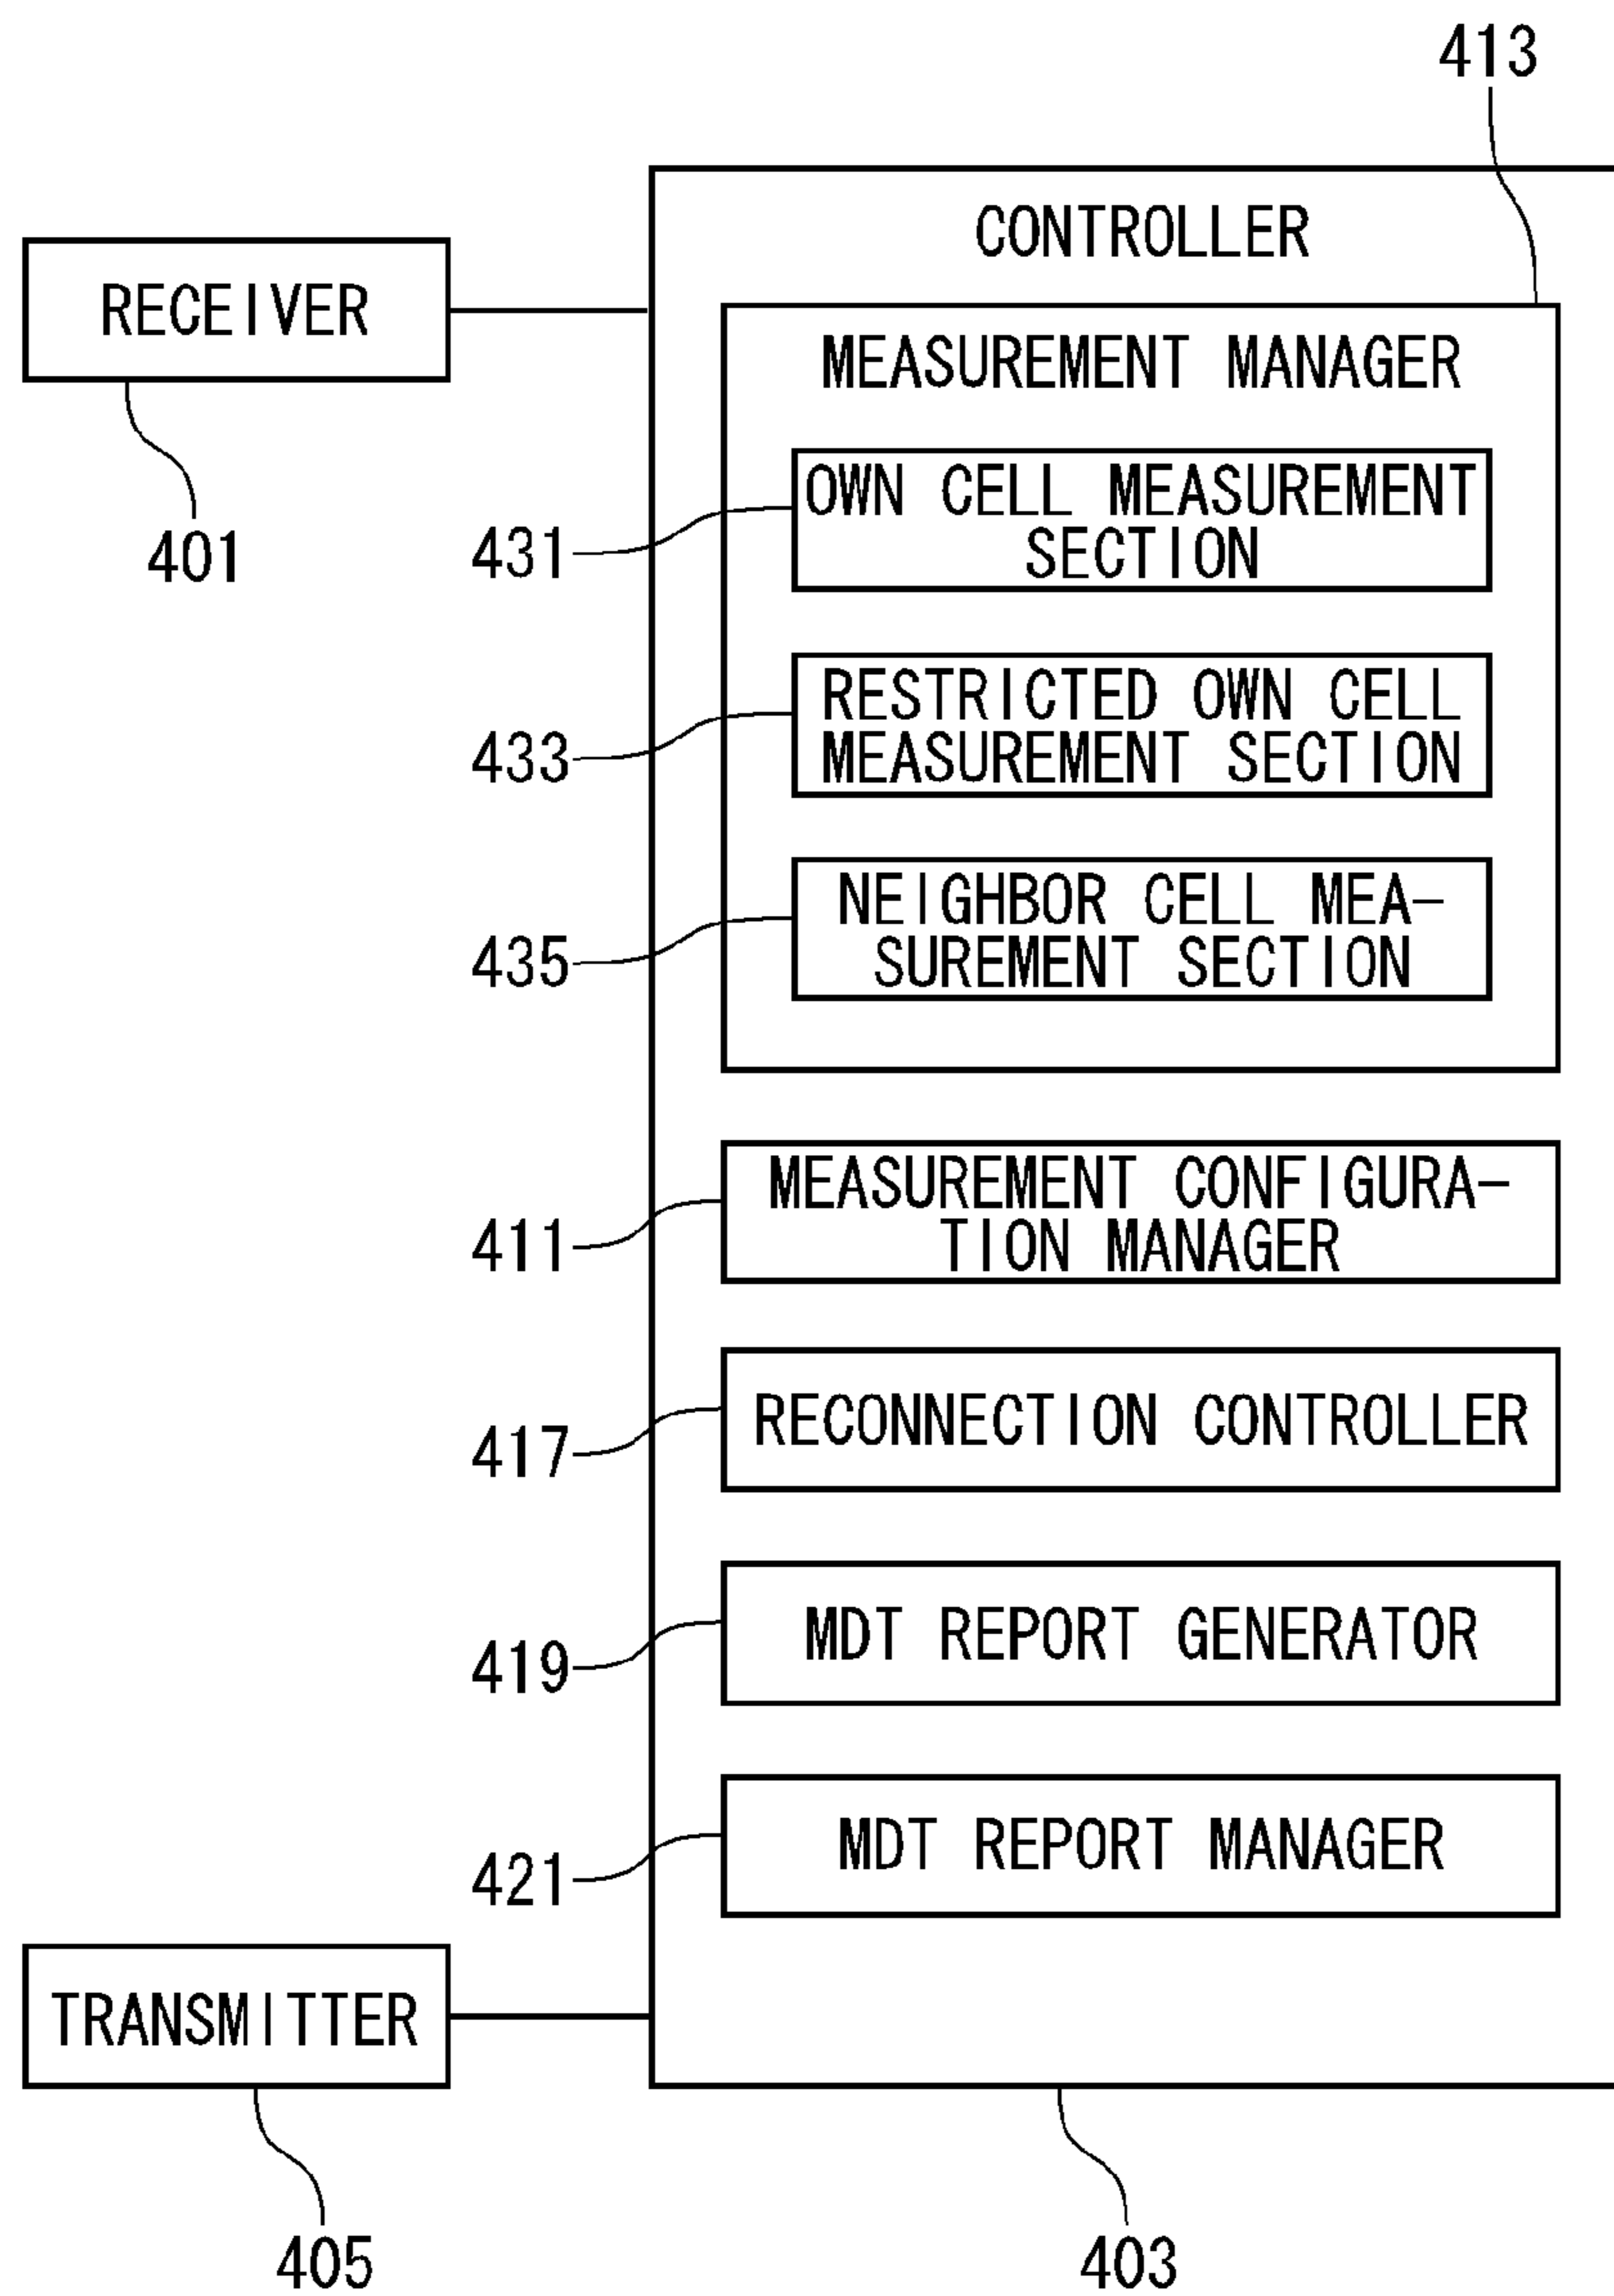 413
CONTROLLER
RECEIVER
401
MEASUREMENT MANAGER
OWN CELL MEASUREMENT
SECTION
431
RESTRICTED OWN CELL
MEASUREMENT SECTION
433
NEIGHBOR CELL MEA-
SUREMENT SECTION
435
MEASUREMENT CONFIGURA-
TION MANAGER
411
RECONNECTION CONTROLLER
417
MDT REPORT GENERATOR
419
MDT REPORT MANAGER
421
TRANSMITTER
405
403